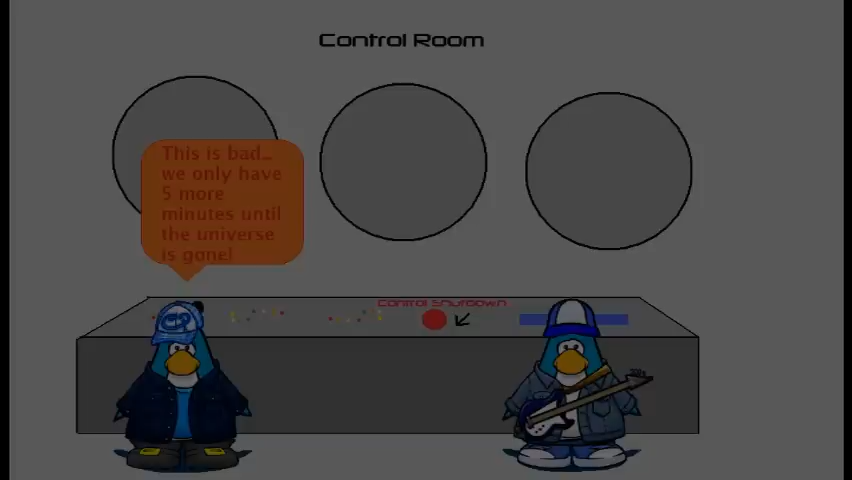 Control Room
This is bad...
we only have
5 more
minutes until
the universe
is gone!
Control Shutdown